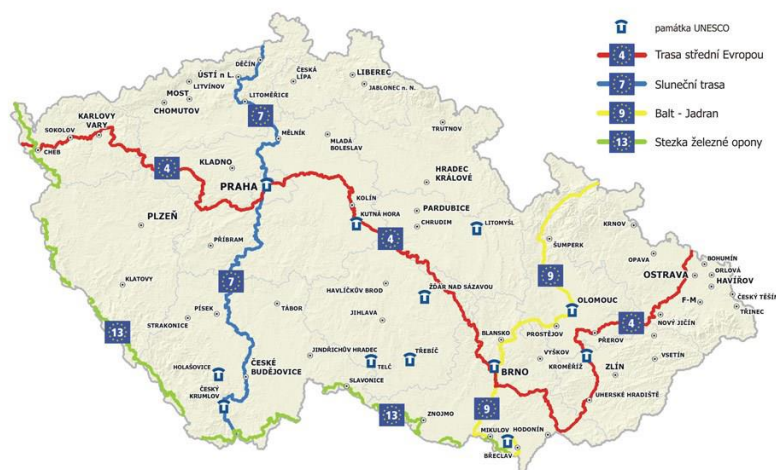 památka UNESCO
4 Trasa střední Evropou
7 Sluneční trasa
9 Balt - Jadran
13 Stezka železné opony
DĚČÍN
ÚSTÍ n L.
ČESKÁ
LÍPA
LIBEREC
JABLONEC n. N.
LITVÍNOV
MOST
CHOMUTOV
LITOMĚŘICE
7
MĚLNÍK
MLADÁ
BOLESLAV
TRUTNOV
KARLOVY
VARY
SOKOLOV
CHEB
4
KLADNO
PRAHA
HRADEC
KRÁLOVÉ
KOLÍN
KUTNÁ HORA
PARDUBICE
CHRUDIM
LITOMYŠL
4
PLZEŇ
PŘÍBRAM
7
KLATOVY
PÍSEK
STRAKONICE
TÁBOR
13
HAVLÍČKŮV BROD
ŽĎÁR NAD SÁZAVOU
JIHLAVA
JINDŘICHŮV HRADEC
TELČ
TŘEBÍČ
HOLAŠOVICE
ČESKÉ
BUDĚJOVICE
ČESKÝ
KRUMLOV
SLAVONICE
13
ZNOJMO
9
MIKULOV
BŘECLAV
HODONÍN
BRNO
BLANSKO
VYŠKOV
PROSTĚJOV
KROMĚŘÍŽ
PŘEROV
OLOMOUC
9
ŠUMPERK
KRNOV
OPAVA
OSTRAVA
BOHUMÍN
ORLOVÁ
HAVÍŘOV
ČESKÝ TĚŠÍN
TŘINEC
F-M
4
NOVÝ JIČÍN
VSETÍN
ZLÍN
UHERSKÉ HRADIŠTĚ